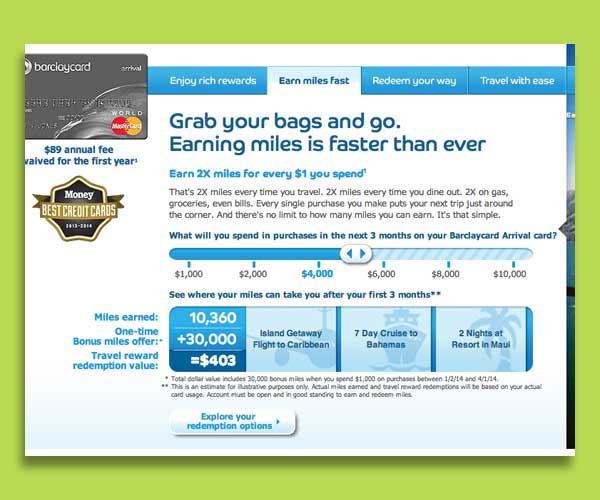 barclaycard arrival
WORLD
MasterCard
$89 annual fee
waived for the first year¹
Money
BEST CREDIT CARDS
2013-2014
Enjoy rich rewards
Earn miles fast
Redeem your way
Travel with ease
Grab your bags and go.
Earning miles is faster than ever
Earn 2X miles for every $1 you spend¹
That's 2X miles every time you travel. 2X miles every time you dine out. 2X on gas,
groceries, even bills. Every single purchase you make puts your next trip just around
the corner. And there's no limit to how many miles you can earn. It's that simple.
What will you spend in purchases in the next 3 months on your Barclaycard Arrival card?
$1,000 $2,000 $4,000 $6,000 $8,000 $10,000
See where your miles can take you after your first 3 months**
Miles earned: 10,360
One-time
Bonus miles offer:* +30,000
Travel reward
redemption value: =$403
Island Getaway
Flight to Caribbean
7 Day Cruise to
Bahamas
2 Nights at
Resort in Maui
* Total dollar value includes 30,000 bonus miles when you spend $1,000 on purchases between 1/2/14 and 4/1/14.
** This is an estimate for illustrative purposes only. Actual miles earned and travel reward redemptions will be based on your actual
card usage. Account must be open and in good standing to earn and redeem miles.
Explore your
redemption options